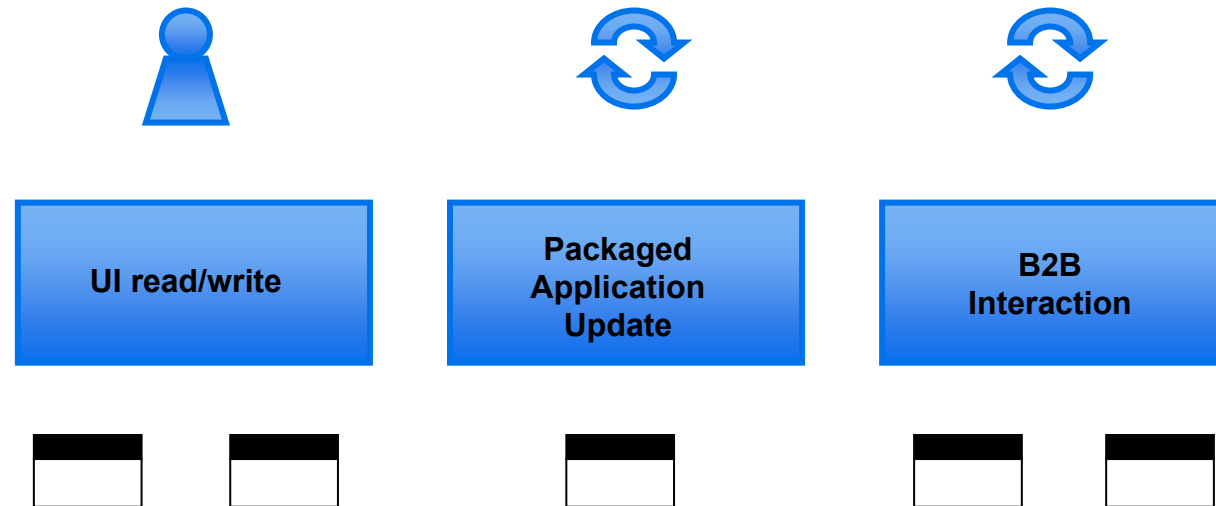 UI read/write
Packaged
Application
Update
B2B
Interaction